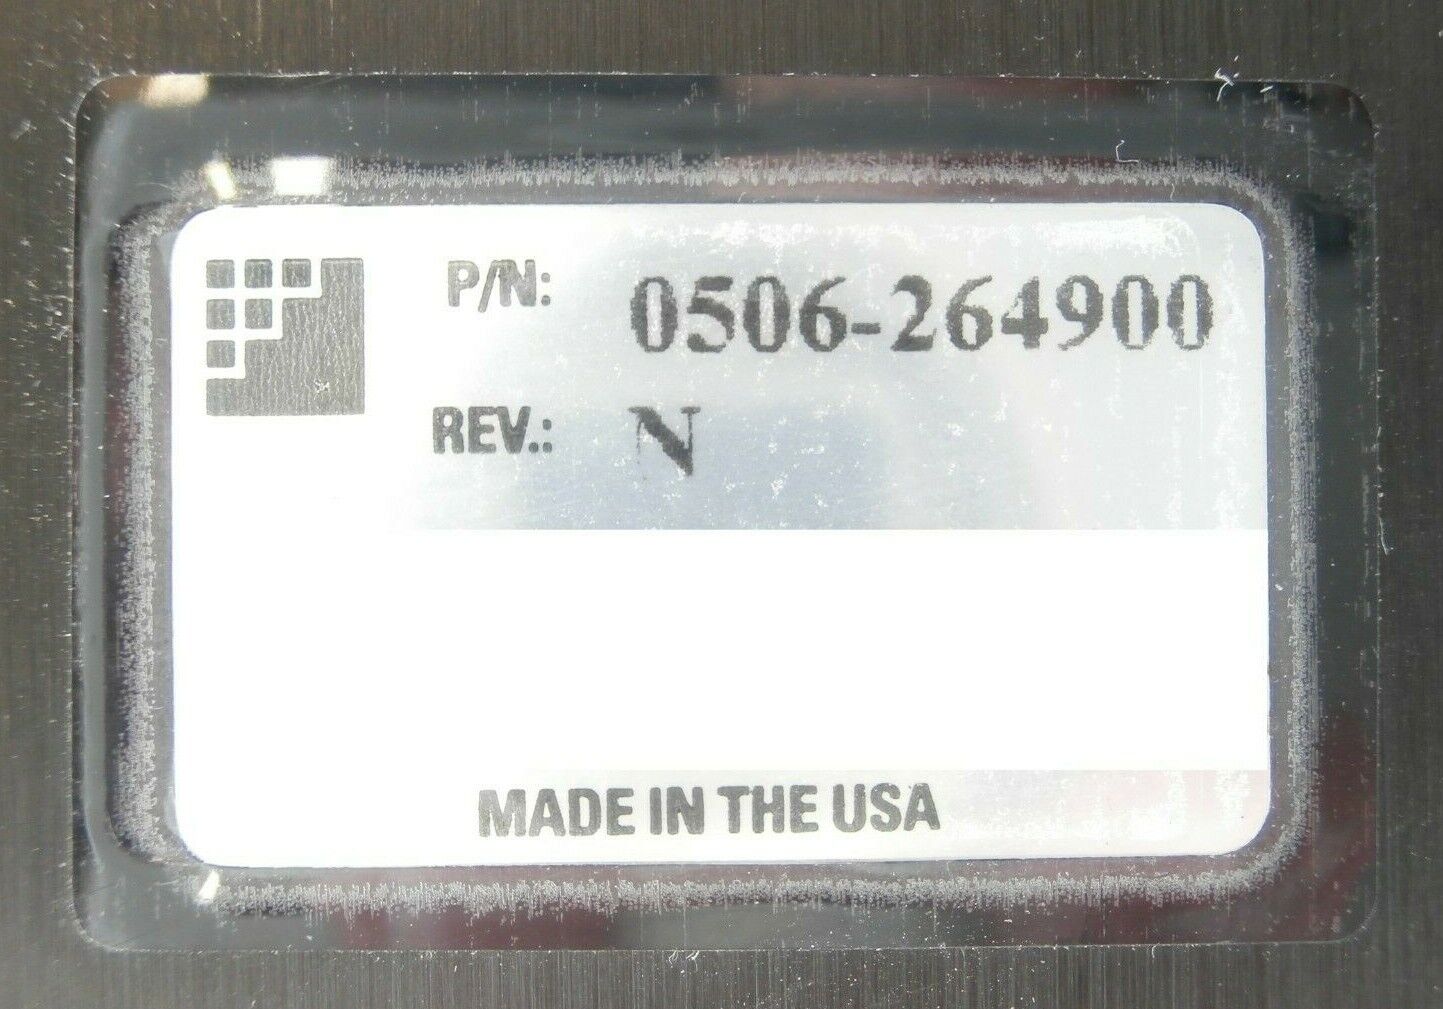 P/N: 0506-264900
REV.: N
MADE IN THE USA